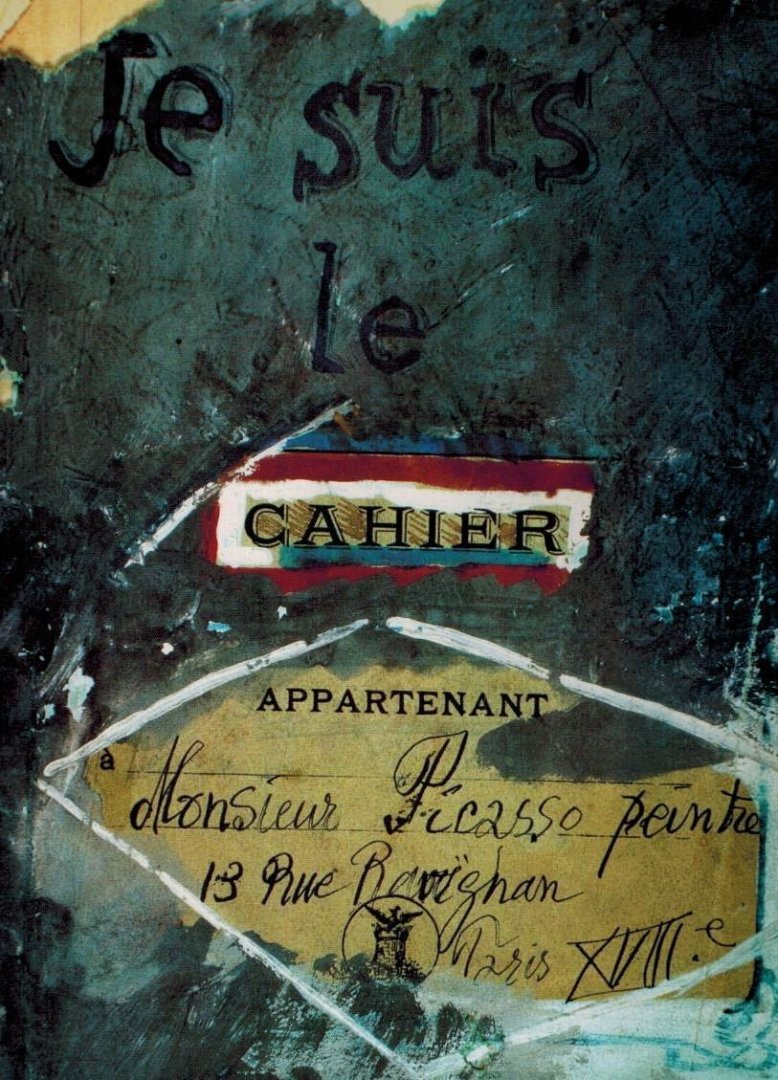 Je suis
le
CAHIER
APPARTENANT
à Monsieur Picasso peintre
13 Rue Ravignan
Paris XVIII.e